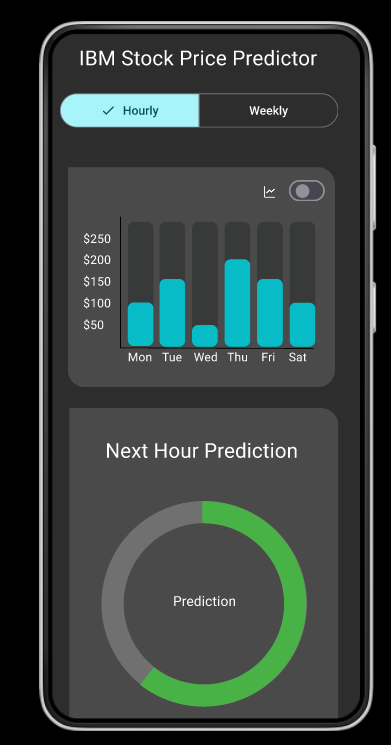 IBM Stock Price Predictor
Hourly
Weekly
$250
$200
$150
$100
$50
Mon Tue Wed Thu Fri Sat
Next Hour Prediction
Prediction